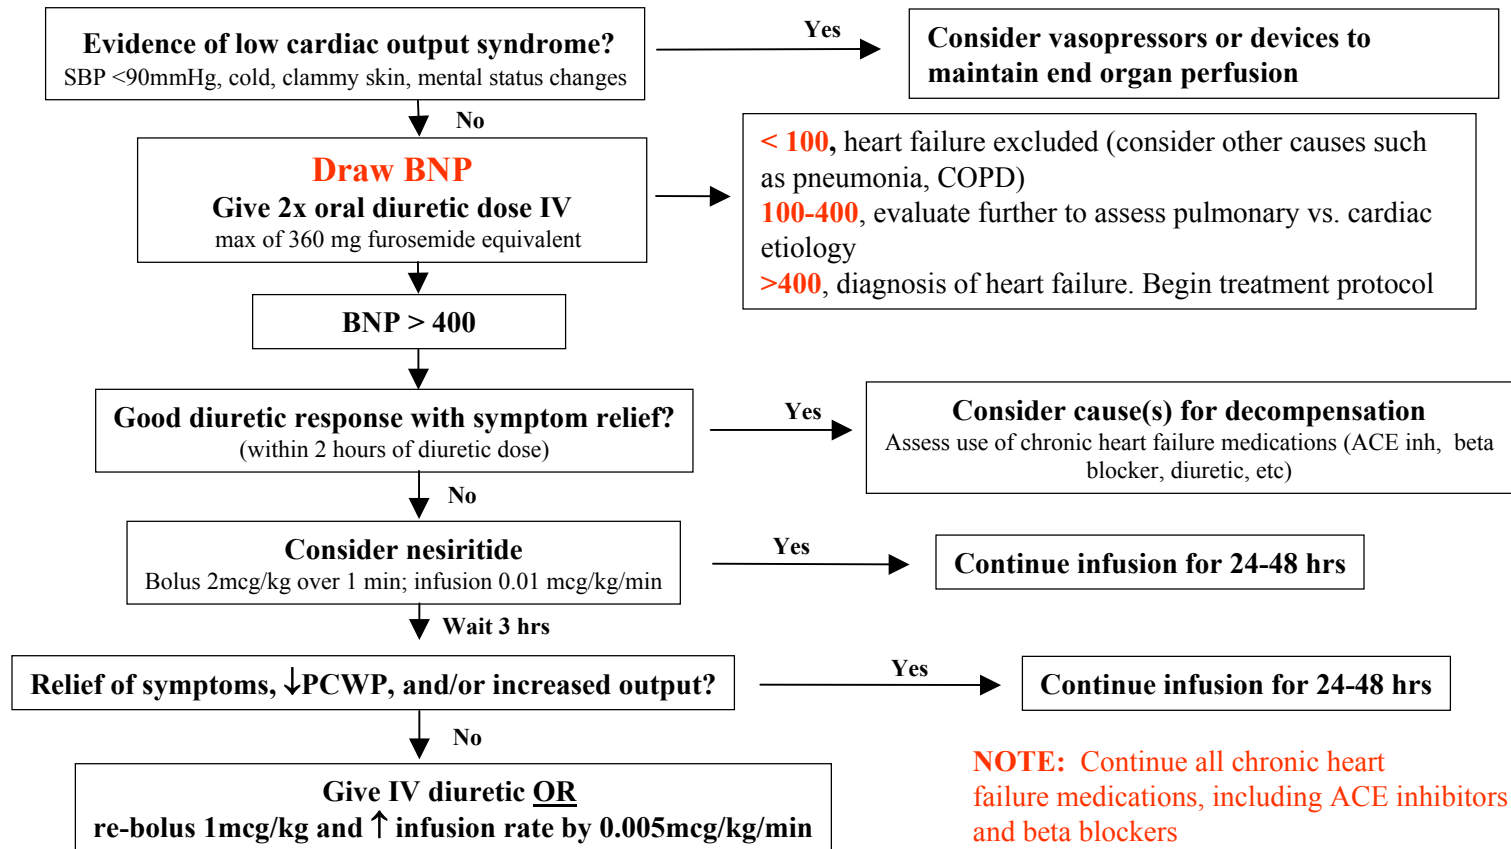 Evidence of low cardiac output syndrome?
SBP <90mmHg, cold, clammy skin, mental status changes
Yes
Consider vasopressors or devices to
maintain end organ perfusion
No
Draw BNP
Give 2x oral diuretic dose IV
max of 360 mg furosemide equivalent
< 100, heart failure excluded (consider other causes such
as pneumonia, COPD)
100-400, evaluate further to assess pulmonary vs. cardiac
etiology
>400, diagnosis of heart failure. Begin treatment protocol
BNP > 400
Good diuretic response with symptom relief?
(within 2 hours of diuretic dose)
Yes
Consider cause(s) for decompensation
Assess use of chronic heart failure medications (ACE inh, beta
blocker, diuretic, etc)
No
Consider nesiritide
Bolus 2mcg/kg over 1 min; infusion 0.01 mcg/kg/min
Yes
Continue infusion for 24-48 hrs
Wait 3 hrs
Relief of symptoms, ↓PCWP, and/or increased output?
Yes
Continue infusion for 24-48 hrs
No
Give IV diuretic OR
re-bolus 1mcg/kg and ↑ infusion rate by 0.005mcg/kg/min
NOTE: Continue all chronic heart
failure medications, including ACE inhibitors
and beta blockers